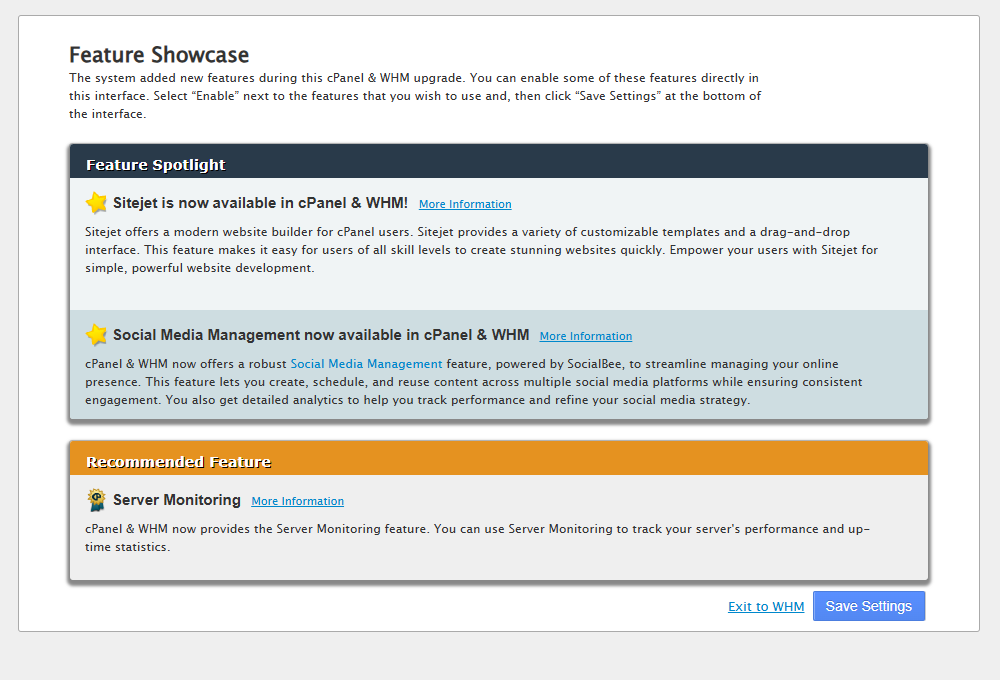 Feature Showcase
The system added new features during this cPanel & WHM upgrade. You can enable some of these features directly in
this interface. Select “Enable” next to the features that you wish to use and, then click “Save Settings” at the bottom of
the interface.
Feature Spotlight
Sitejet is now available in cPanel & WHM! More Information
Sitejet offers a modern website builder for cPanel users. Sitejet provides a variety of customizable templates and a drag-and-drop
interface. This feature makes it easy for users of all skill levels to create stunning websites quickly. Empower your users with Sitejet for
simple, powerful website development.
Social Media Management now available in cPanel & WHM More Information
cPanel & WHM now offers a robust Social Media Management feature, powered by SocialBee, to streamline managing your online
presence. This feature lets you create, schedule, and reuse content across multiple social media platforms while ensuring consistent
engagement. You also get detailed analytics to help you track performance and refine your social media strategy.
Recommended Feature
Server Monitoring More Information
cPanel & WHM now provides the Server Monitoring feature. You can use Server Monitoring to track your server's performance and up-
time statistics.
Exit to WHM Save Settings